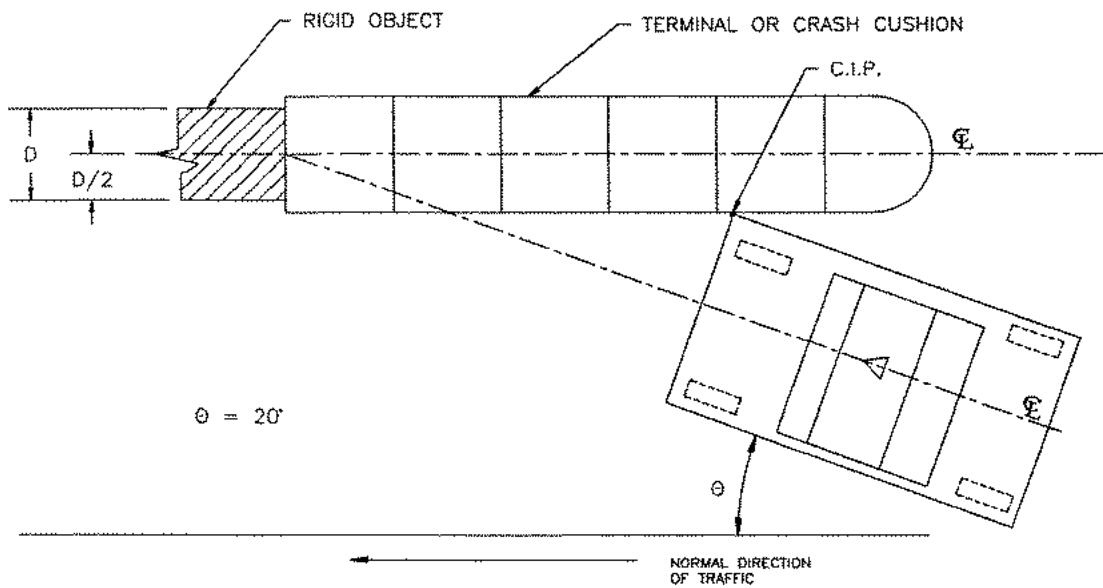 RIGID OBJECT
TERMINAL OR CRASH CUSHION
C.I.P.
D
℄
D/2
℄
Θ = 20°
Θ
NORMAL DIRECTION
OF TRAFFIC